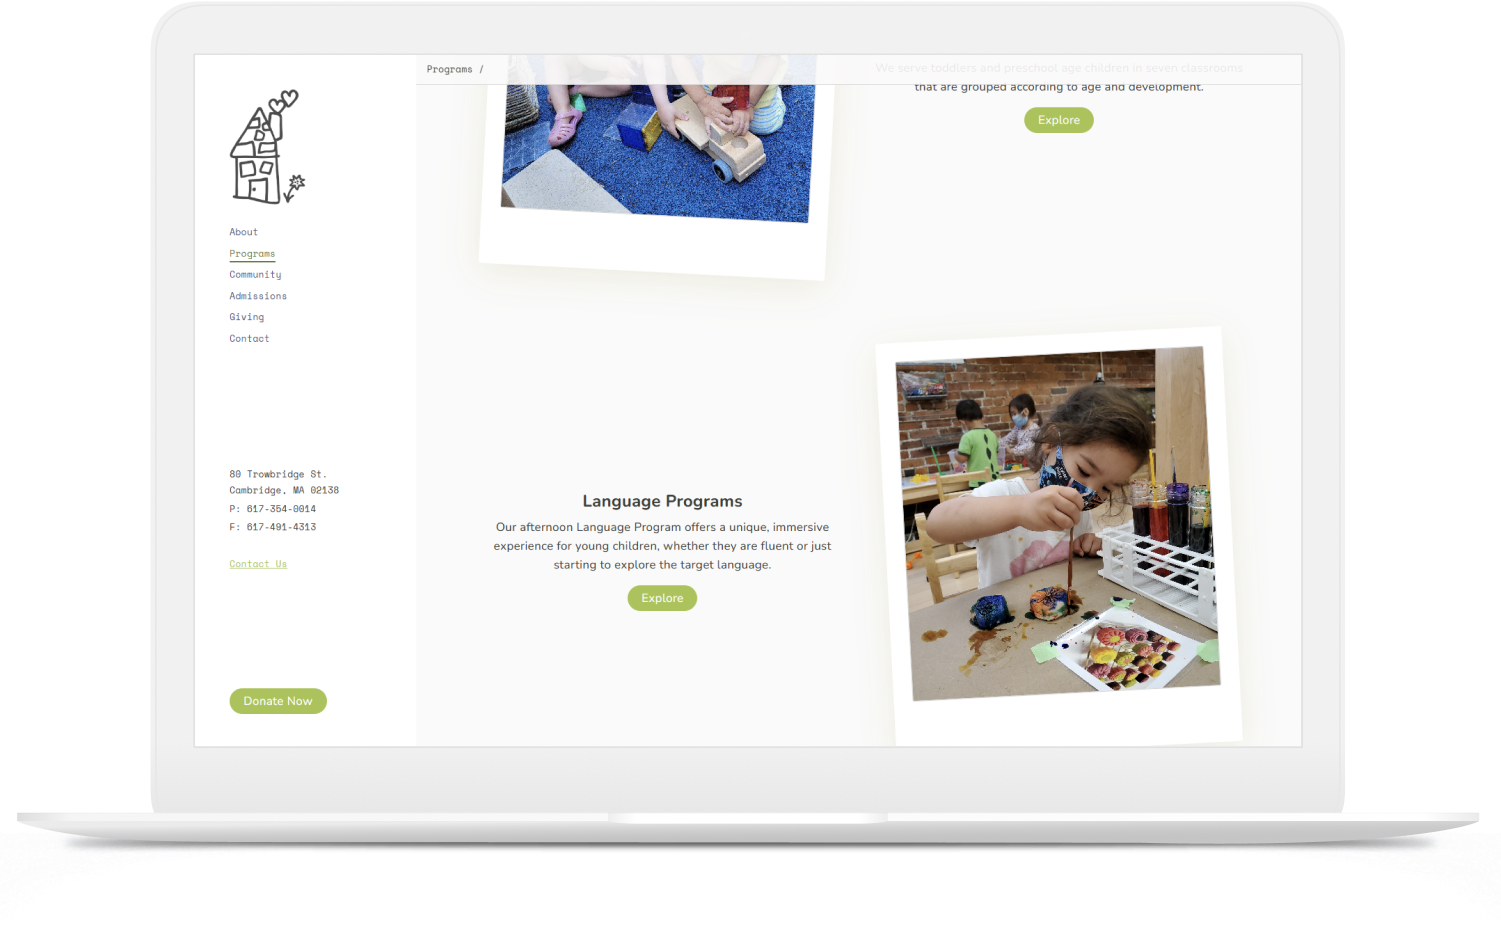 About
Programs
Community
Admissions
Giving
Contact
80 Trowbridge St.
Cambridge, MA 02138
P: 617-354-0014
F: 617-491-4313
Contact Us
Donate Now
Programs /
We serve toddlers and preschool age children in seven classrooms
that are grouped according to age and development.
Explore
Language Programs
Our afternoon Language Program offers a unique, immersive
experience for young children, whether they are fluent or just
starting to explore the target language.
Explore